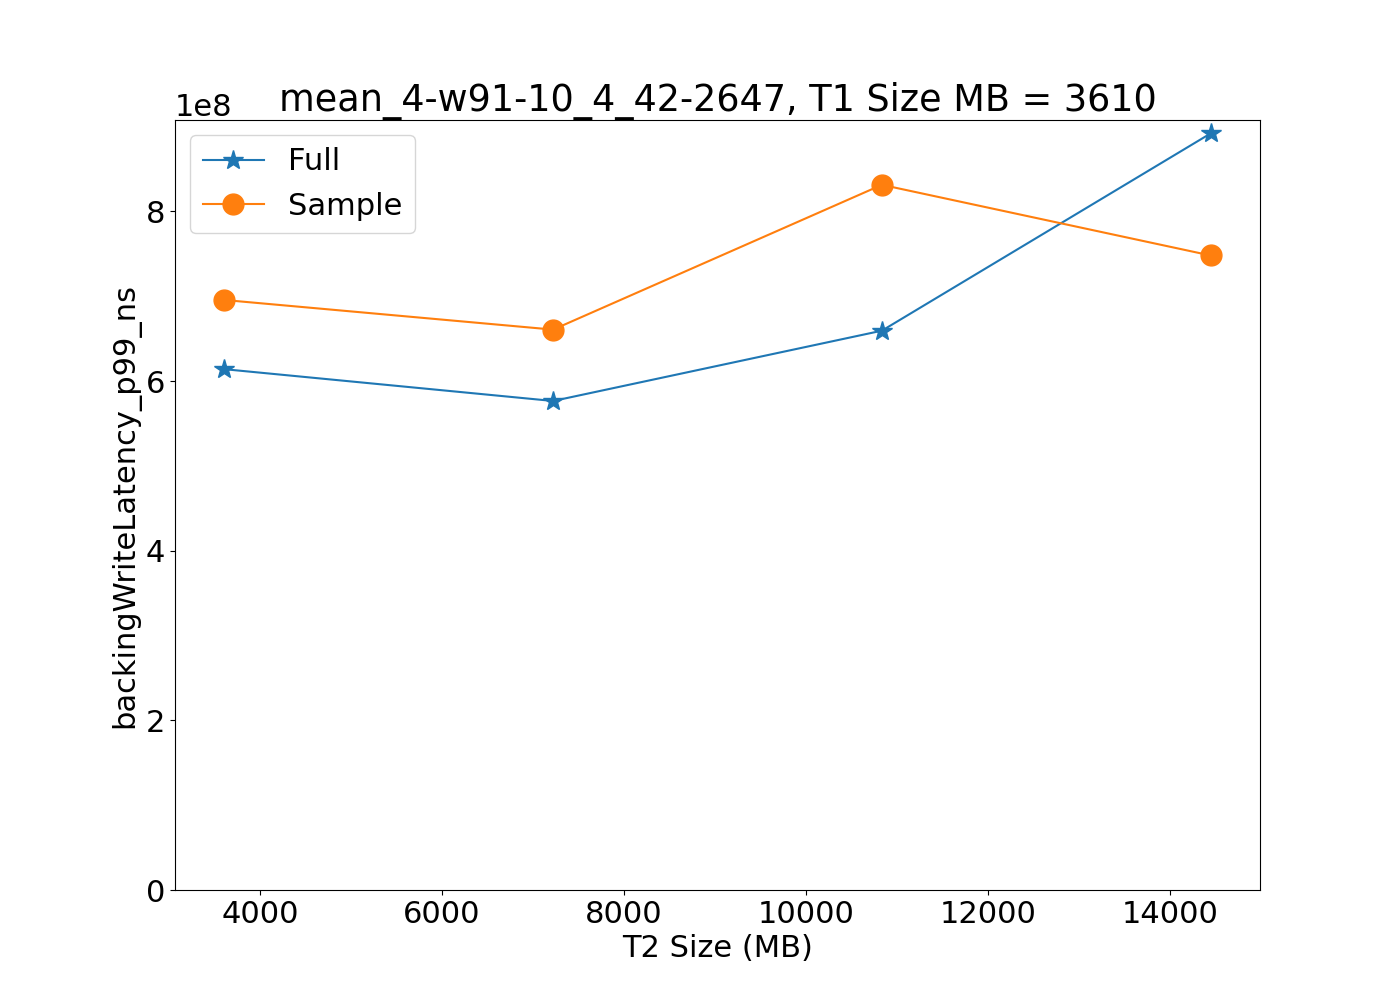 1e8
mean_4-w91-10_4_42-2647, T1 Size MB = 3610
Full
Sample
backingWriteLatency_p99_ns
8
6
4
2
0
4000 6000 8000 10000 12000 14000
T2 Size (MB)